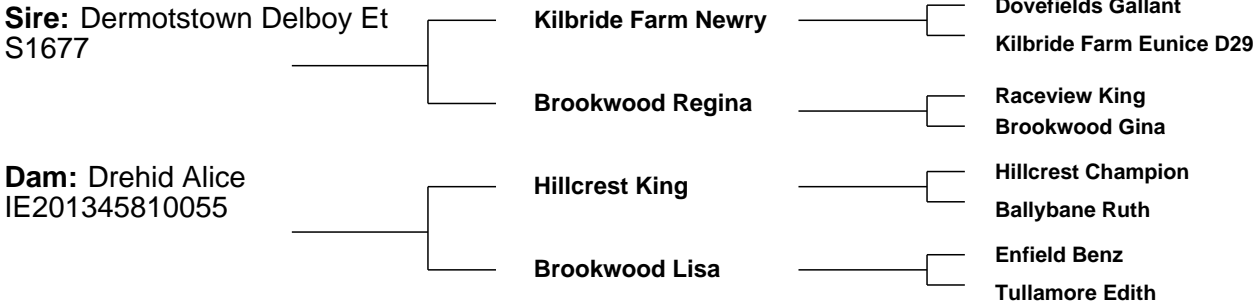 Sire: Dermotstown Delboy Et
S1677
Kilbride Farm Newry
Dovefields Gallant
Kilbride Farm Eunice D29
Brookwood Regina
Raceview King
Brookwood Gina
Dam: Drehid Alice
IE201345810055
Hillcrest King
Hillcrest Champion
Ballybane Ruth
Brookwood Lisa
Enfield Benz
Tullamore Edith